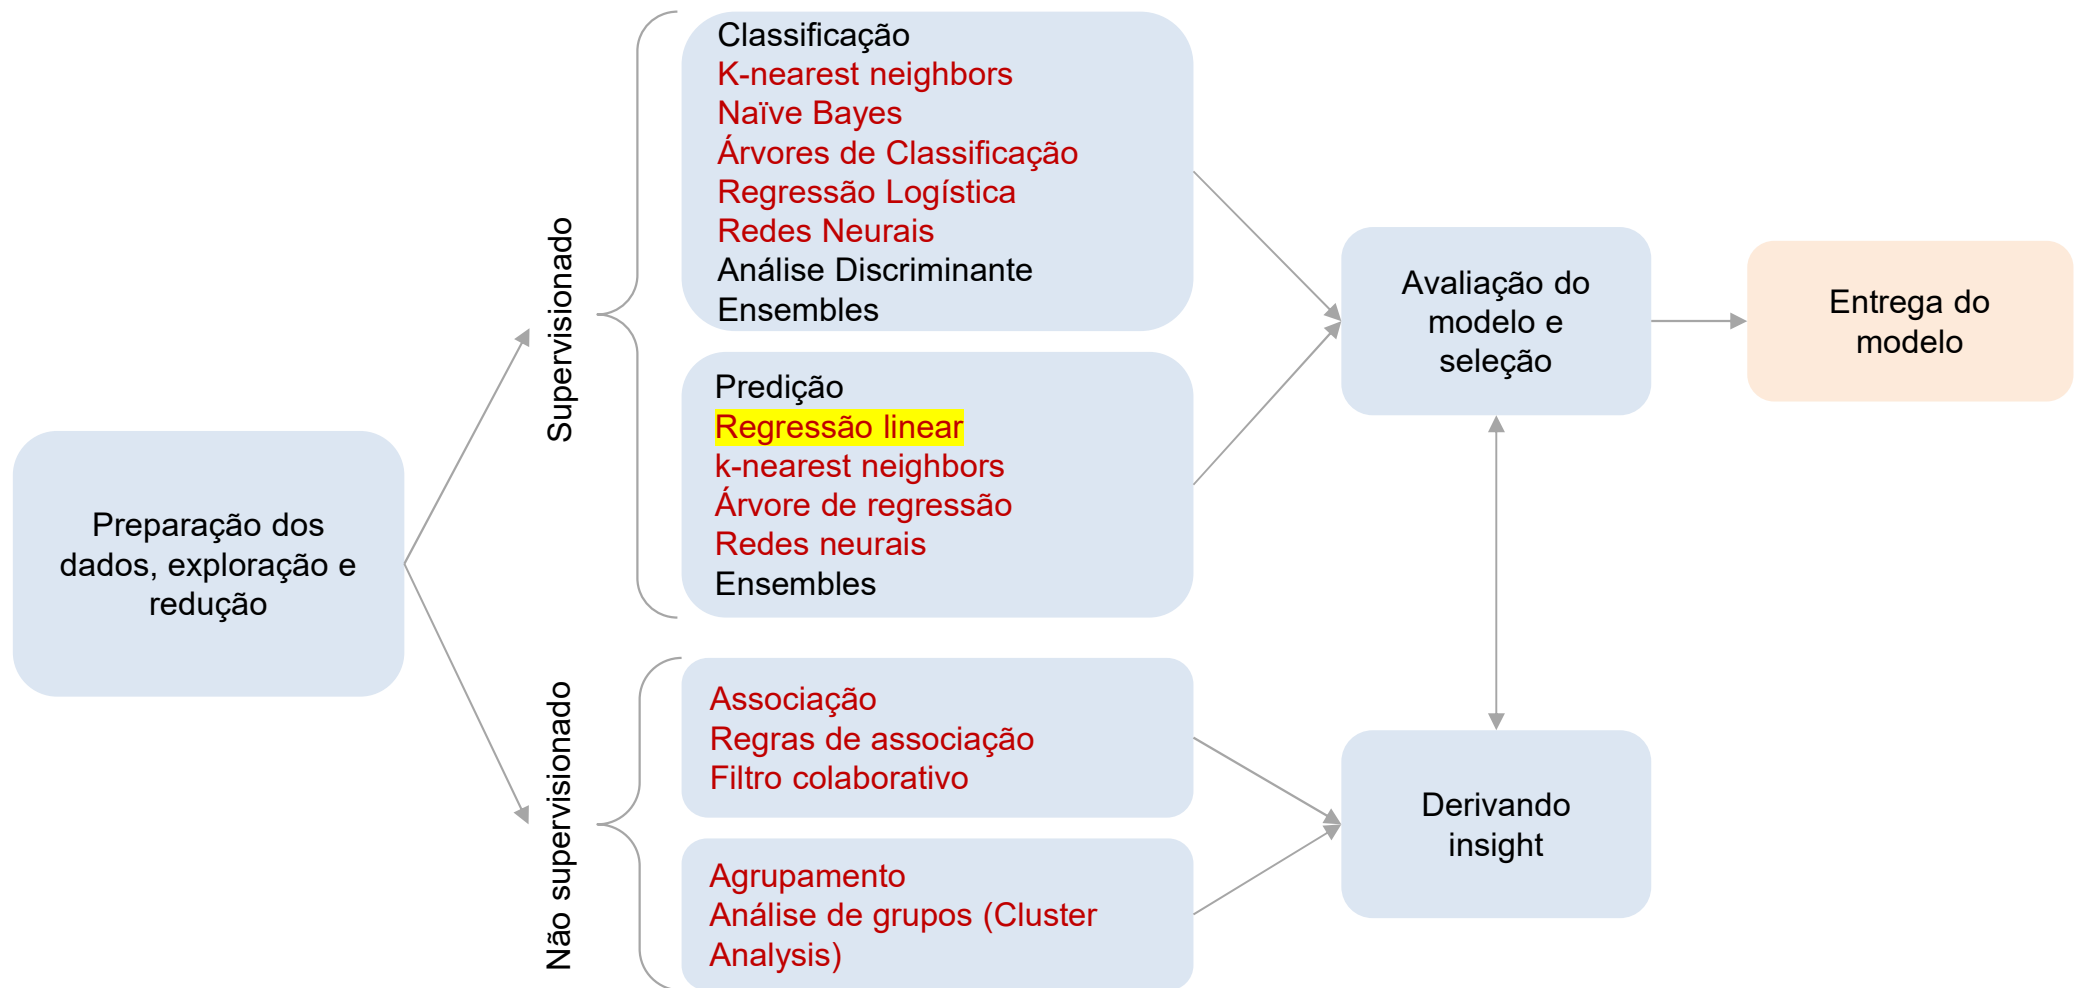 Preparação dos
dados, exploração e
redução
Supervisionado
Classificação
K-nearest neighbors
Naïve Bayes
Árvores de Classificação
Regressão Logística
Redes Neurais
Análise Discriminante
Ensembles
Predição
Regressão linear
k-nearest neighbors
Árvore de regressão
Redes neurais
Ensembles
Não supervisionado
Associação
Regras de associação
Filtro colaborativo
Agrupamento
Análise de grupos (Cluster
Analysis)
Avaliação do
modelo e
seleção
Derivando
insight
Entrega do
modelo